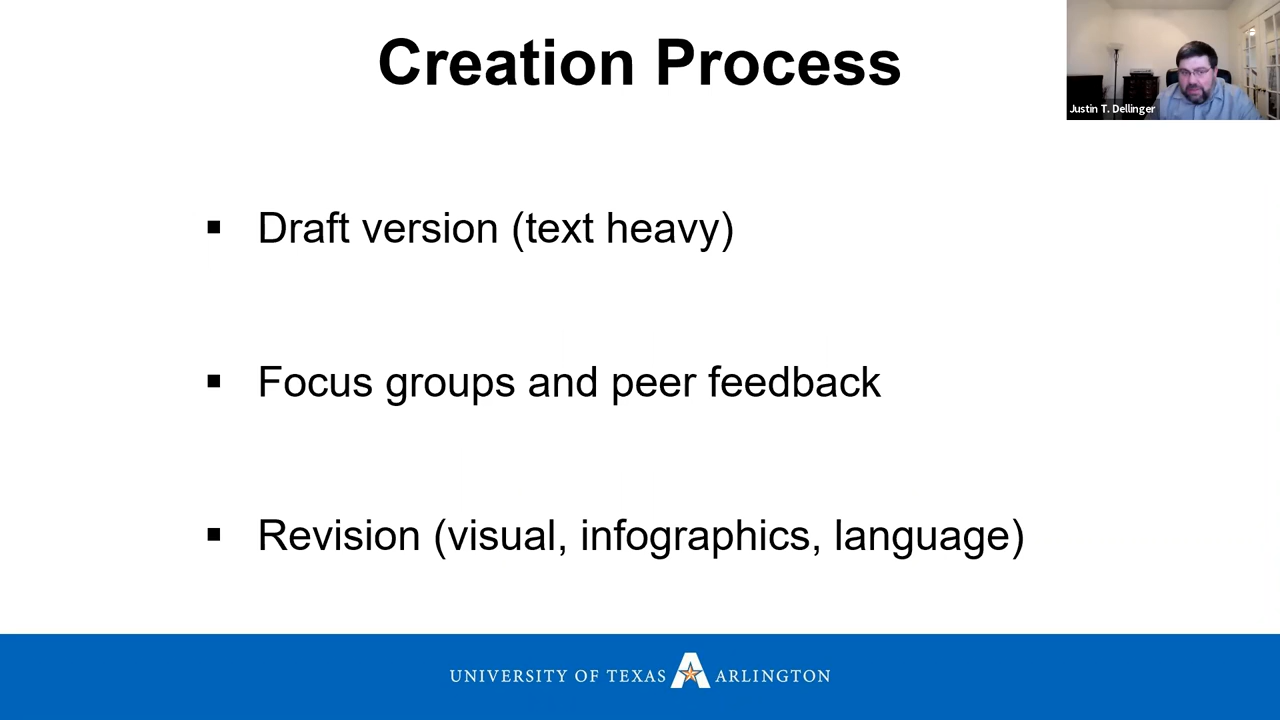 Creation Process
Justin T. Dellinger
▪ Draft version (text heavy)
▪ Focus groups and peer feedback
▪ Revision (visual, infographics, language)
UNIVERSITY OF TEXAS A ARLINGTON